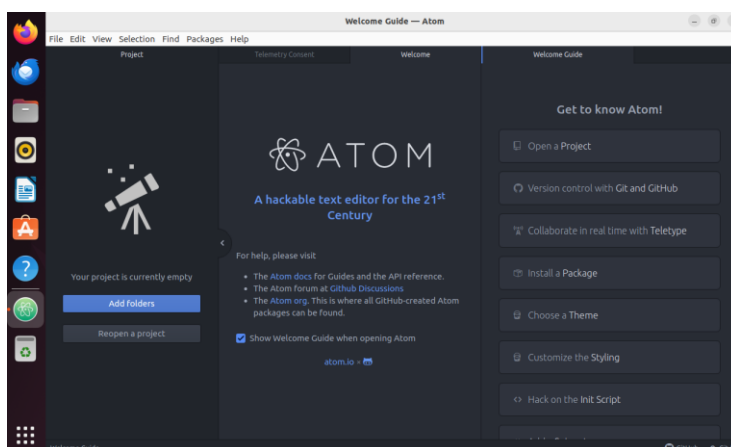 Welcome Guide — Atom
File Edit View Selection Find Packages Help
Project
Telemetry Consent
Welcome
Welcome Guide
Your project is currently empty
Add folders
Reopen a project
ATOM
A hackable text editor for the 21st
Century
For help, please visit
• The Atom docs for Guides and the API reference.
• The Atom forum at Github Discussions
• The Atom org. This is where all GitHub-created Atom
packages can be found.
Show Welcome Guide when opening Atom
atom.io ×
Get to know Atom!
Open a Project
Version control with Git and GitHub
Collaborate in real time with Teletype
Install a Package
Choose a Theme
Customize the Styling
Hack on the Init Script